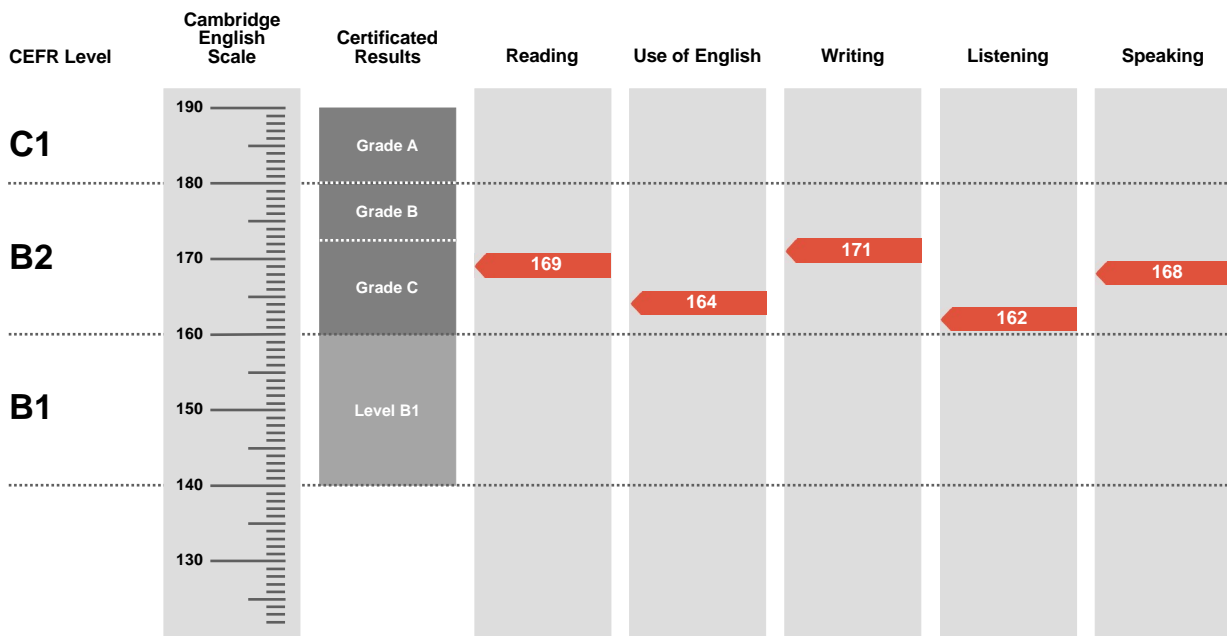 CEFR Level
Cambridge
English
Scale
Certificated
Results
Reading
Use of English
Writing
Listening
Speaking
190
C1
Grade A
180
Grade B
B2
170
169
171
168
Grade C
164
162
160
B1
150
Level B1
140
130